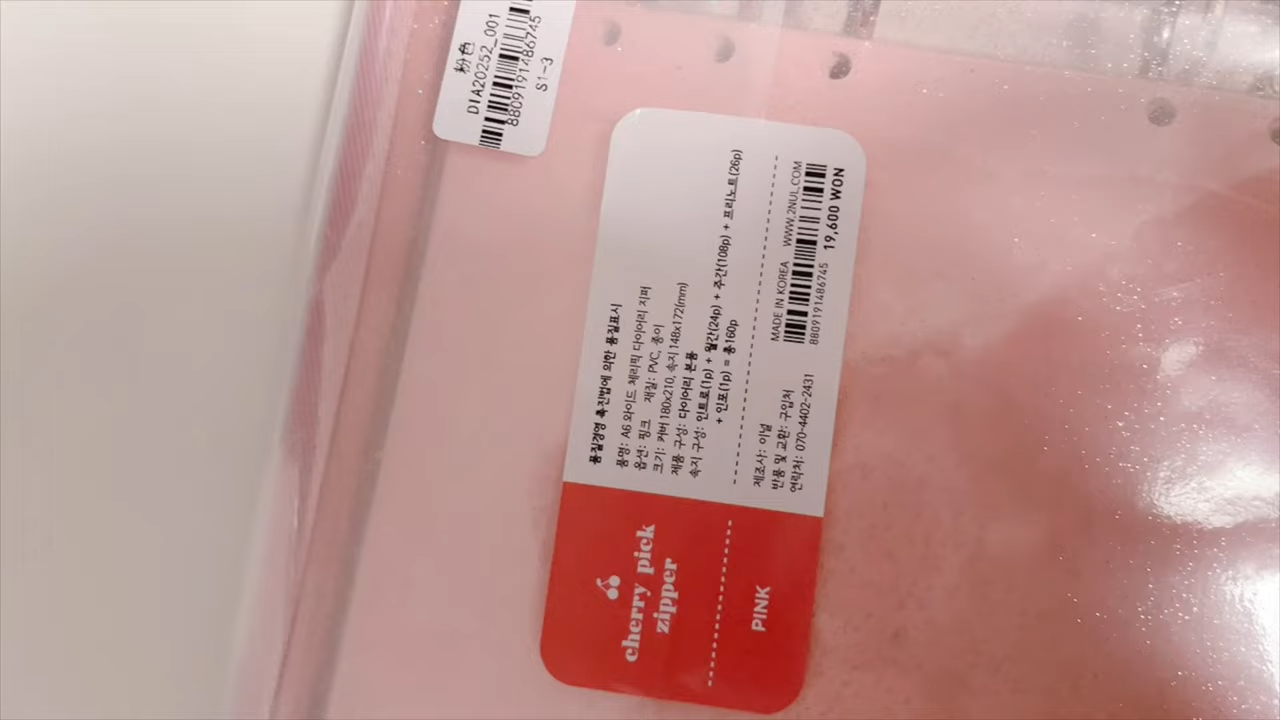 粉色
DIA20252_001
8809191486745
S1-3
cherry pick
zipper
PINK
품질경영 촉진법에 의한 품질표시
품명: A6 와이드 체리픽 다이어리 지퍼
옵션: 핑크 재질: PVC, 종이
크기: 커버 180x210, 속지 148x172(mm)
제품 구성: 다이어리 본품
속지 구성: 인트로(1p) + 월간(24p) + 주간(108p) + 프리노트(26p)
+ 인포(1p) = 총160p
제조사: 이널
반품 및 교환: 구입처
연락처: 070-4402-2431
MADE IN KOREA WWW.2NUL.COM
8809191486745 19,600 WON